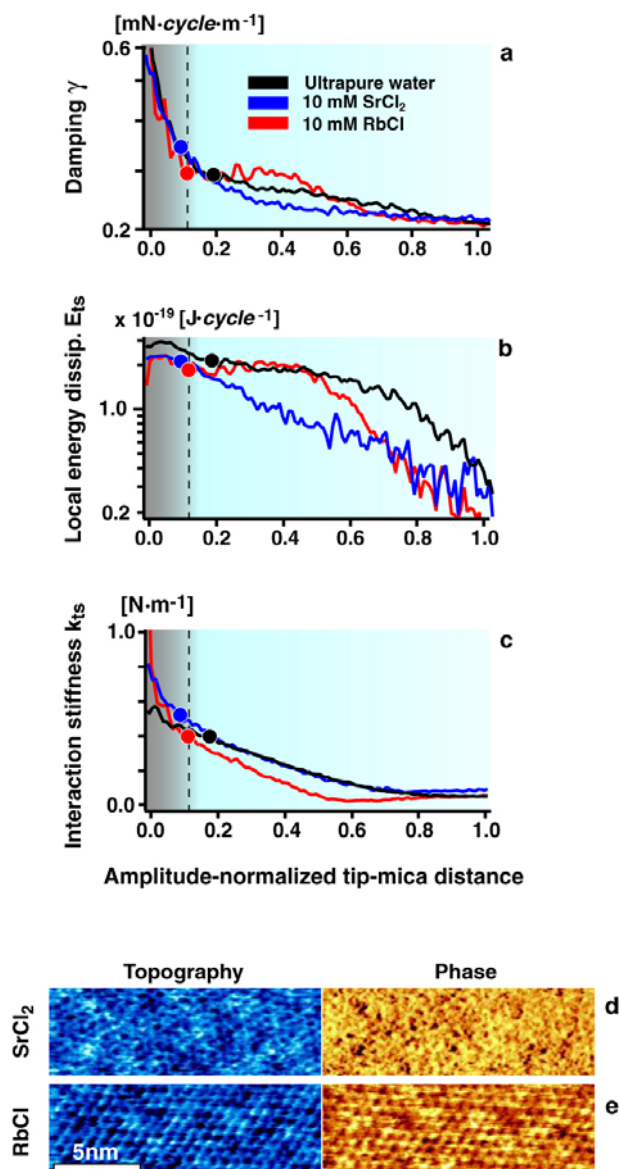 [mN·cycle·m-1]
a
0.6
Damping γ
Ultrapure water
10 mM SrCl2
10 mM RbCl
0.2
0.0 0.2 0.4 0.6 0.8 1.0
x 10-19 [J·cycle-1]
b
Local energy dissip. Ets
1.0
0.2
0.0 0.2 0.4 0.6 0.8 1.0
[N·m-1]
c
1.0
Interaction stiffness kts
0.0
0.0 0.2 0.4 0.6 0.8 1.0
Amplitude-normalized tip-mica distance
Topography Phase
SrCl2
d
RbCl
e
5nm